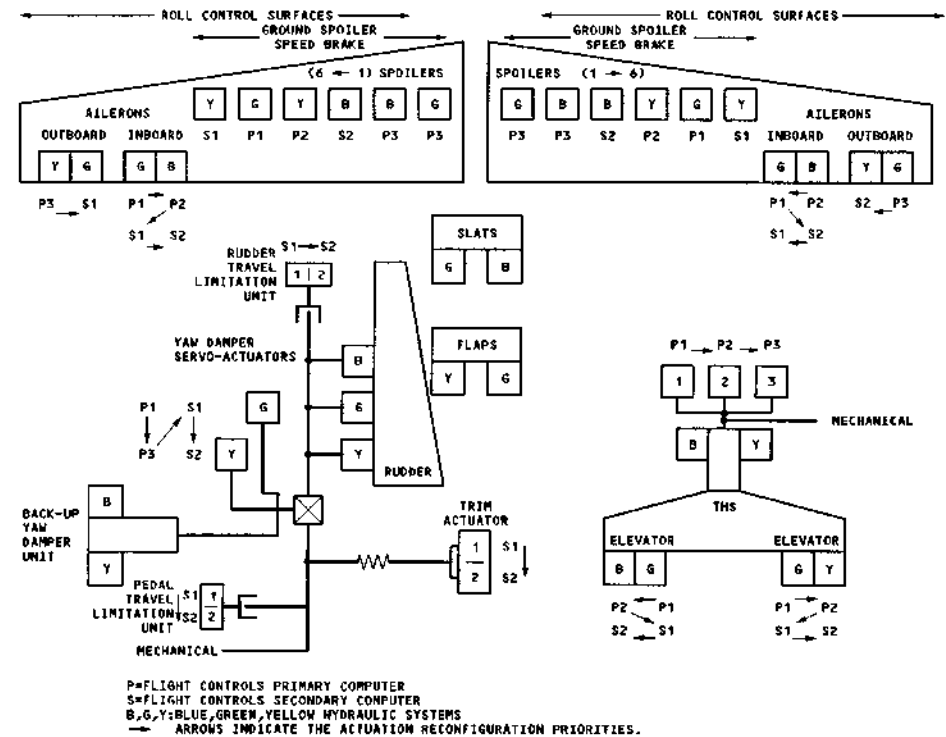 ROLL CONTROL SURFACES
GROUND SPOILER
SPEED BRAKE
(6 ← 1) SPOILERS
Y G Y B B G
S1 P1 P2 S2 P3 P3
AILERONS
OUTBOARD INBOARD
Y G G B
P3 → S1 P1 ← P2
S1 → S2
ROLL CONTROL SURFACES
GROUND SPOILER
SPEED BRAKE
SPOILERS (1 → 6)
G B B Y G Y
P3 P3 S2 P2 P1 S1
AILERONS
INBOARD OUTBOARD
G B Y G
P1 ← P2 S2 ← P3
S1 ← S2
RUDDER
TRAVEL
LIMITATION
UNIT
S1 → S2
1 2
SLATS
G B
FLAPS
Y G
YAW DAMPER
SERVO-ACTUATORS
B
G
Y
RUDDER
P1 S1
P3 S2
G
Y
BACK-UP
YAW
DAMPER
UNIT
B
Y
PEDAL
TRAVEL
LIMITATION
UNIT
S1
S2
1
2
MECHANICAL
TRIM
ACTUATOR
1
2
S1
S2
P1 → P2 → P3
1 2 3
MECHANICAL
B Y
THS
ELEVATOR ELEVATOR
B G G Y
P2 ← P1 P1 → P2
S2 ← S1 S1 → S2
P=FLIGHT CONTROLS PRIMARY COMPUTER
S=FLIGHT CONTROLS SECONDARY COMPUTER
B,G,Y:BLUE,GREEN,YELLOW HYDRAULIC SYSTEMS
→ ARROWS INDICATE THE ACTUATION RECONFIGURATION PRIORITIES.